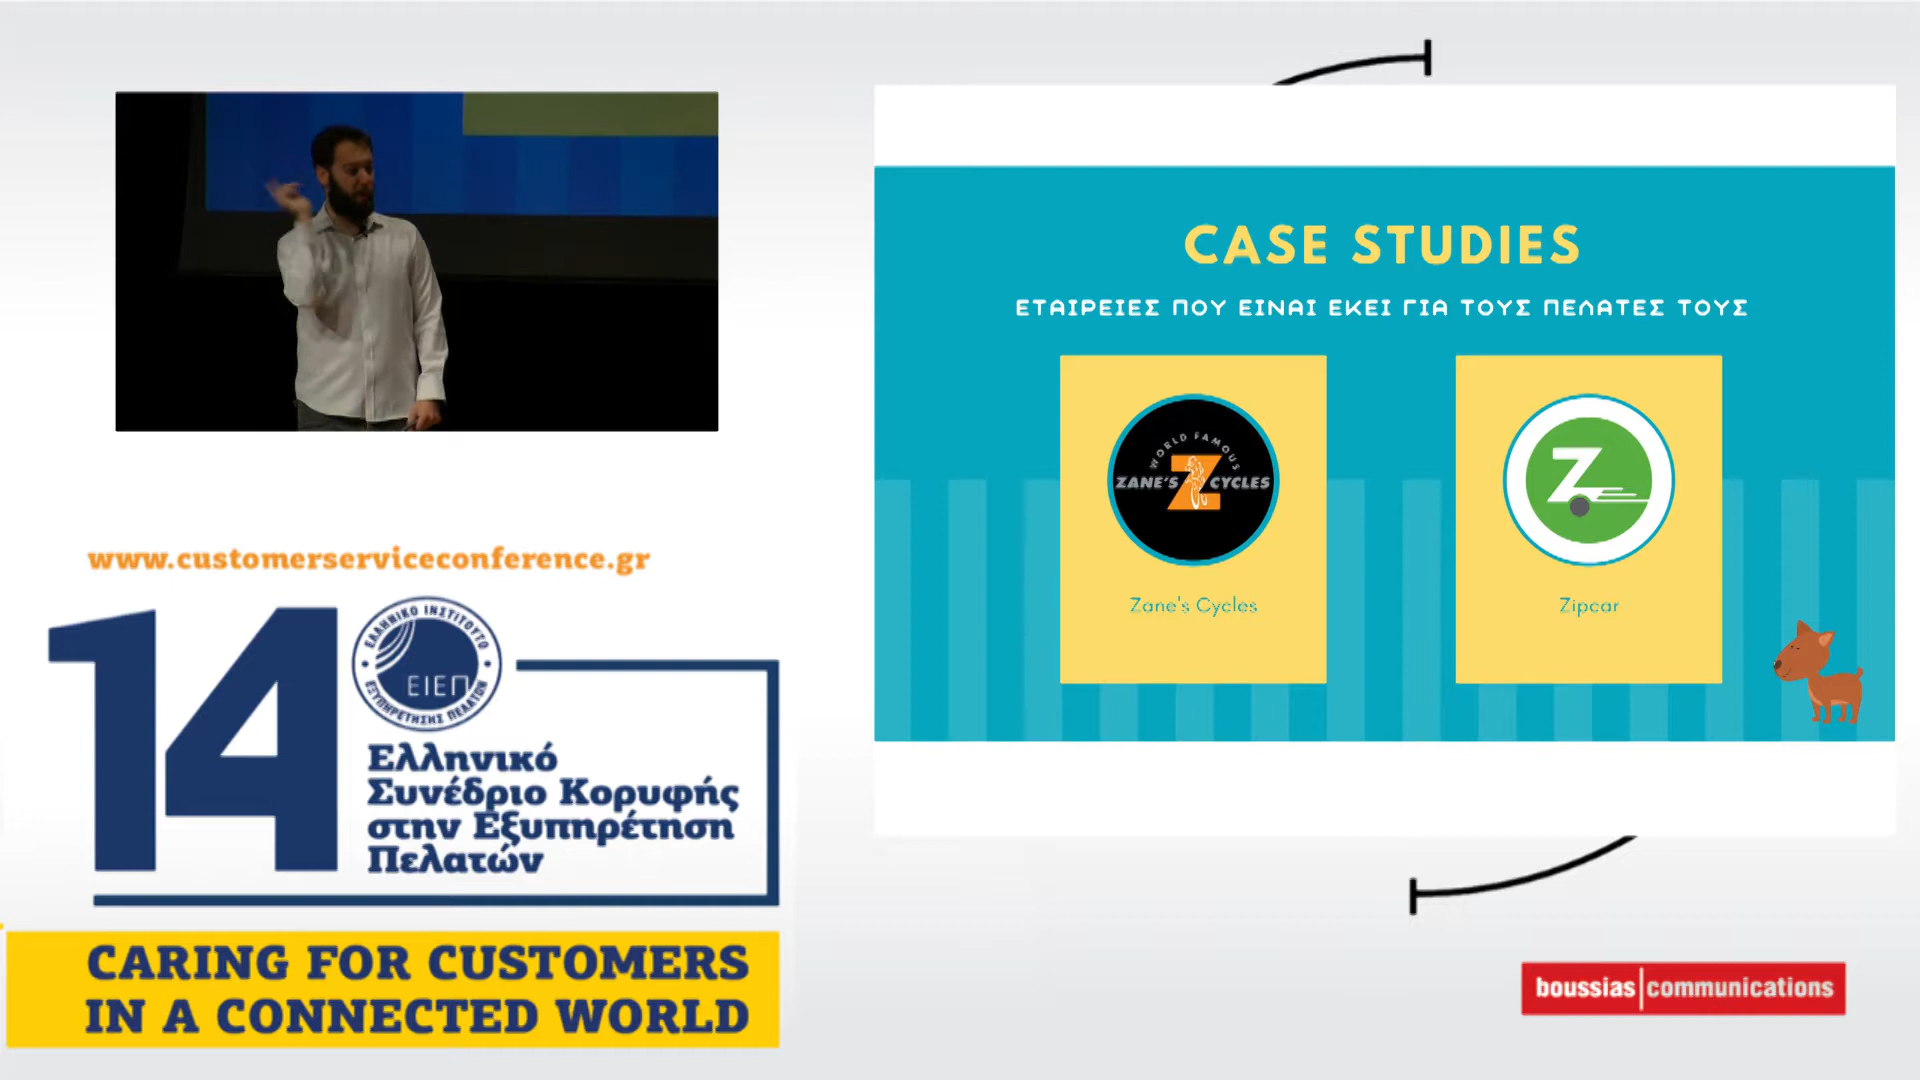 www.customerserviceconference.gr
14
ΕΛΛΗΝΙΚΟ ΙΝΣΤΙΤΟΥΤΟ
ΕΞΥΠΗΡΕΤΗΣΗΣ ΠΕΛΑΤΩΝ
ΕΙΕΠ
Ελληνικό
Συνέδριο Κορυφής
στην Εξυπηρέτηση
Πελατών
CARING FOR CUSTOMERS
IN A CONNECTED WORLD
CASE STUDIES
ΕΤΑΙΡΕΙΕΣ ΠΟΥ ΕΙΝΑΙ ΕΚΕΙ ΓΙΑ ΤΟΥΣ ΠΕΛΑΤΕΣ ΤΟΥΣ
WORLD FAMOUS
ZANE'S Z CYCLES
Zane's Cycles
Z
Zipcar
boussias communications